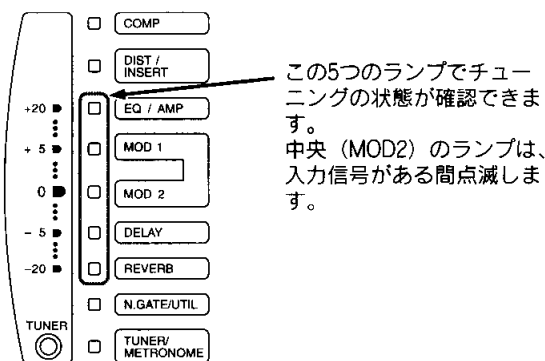 COMP
DIST /
INSERT
+20
EQ / AMP
+ 5
MOD 1
0
MOD 2
- 5
DELAY
-20
REVERB
N.GATE/UTIL
TUNER
TUNER/
METRONOME
この5つのランプでチュー
ニングの状態が確認できま
す。
中央（MOD2）のランプは、
入力信号がある間点滅しま
す。